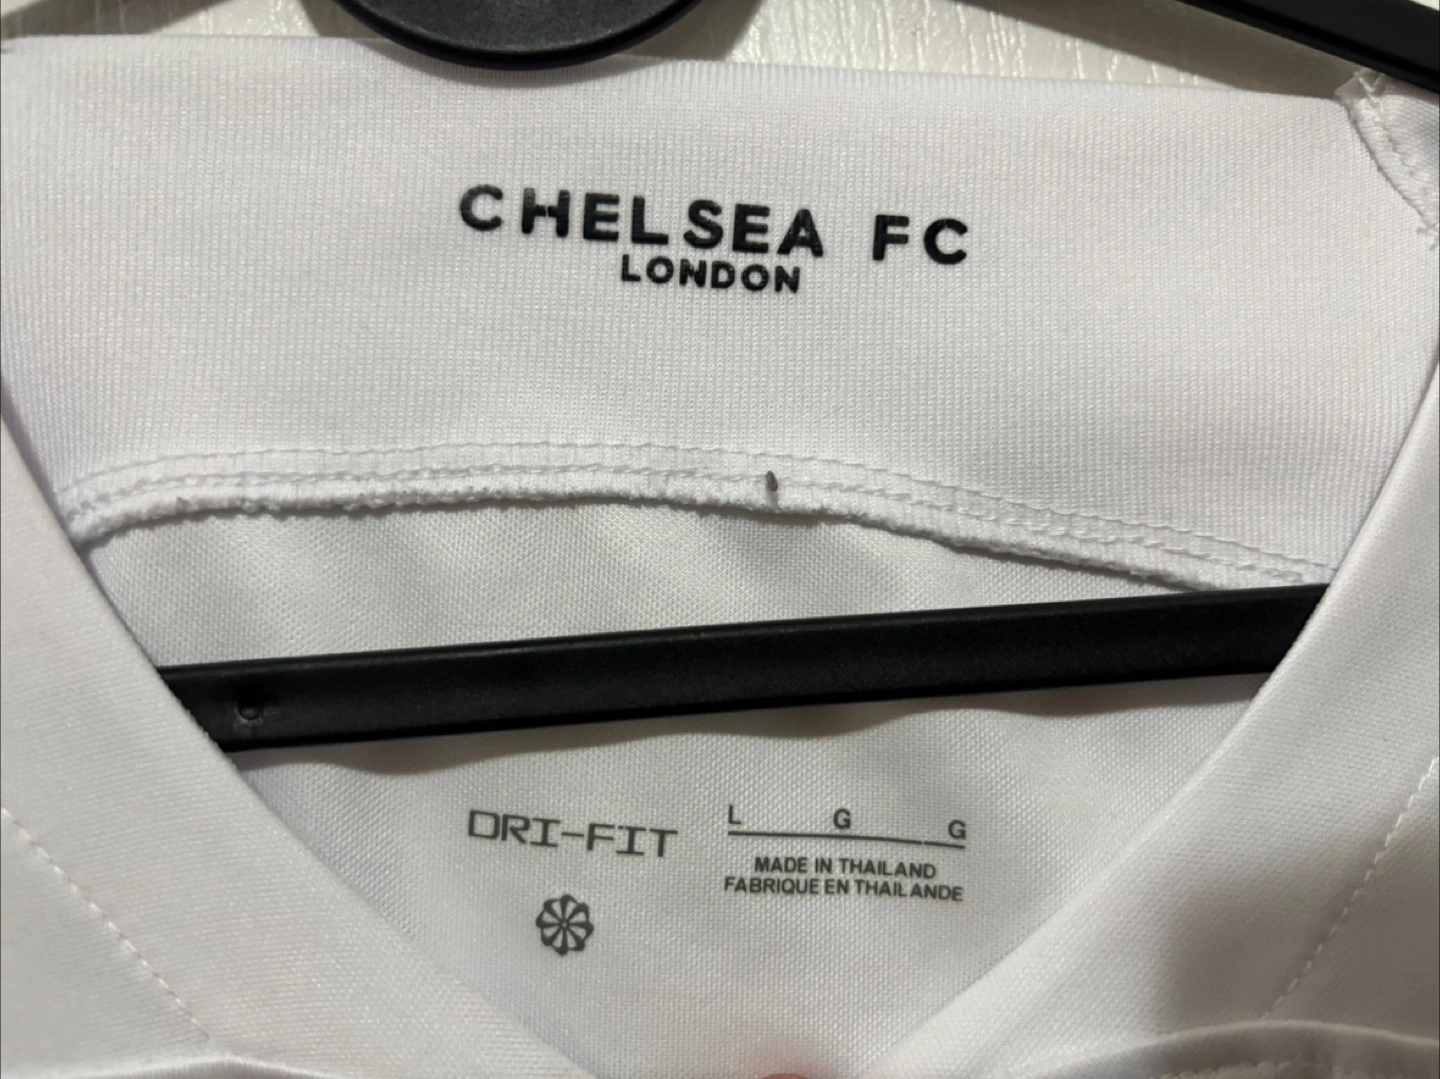 CHELSEA FC
LONDON
DRI-FIT
L G G
MADE IN THAILAND
FABRIQUE EN THAILANDE